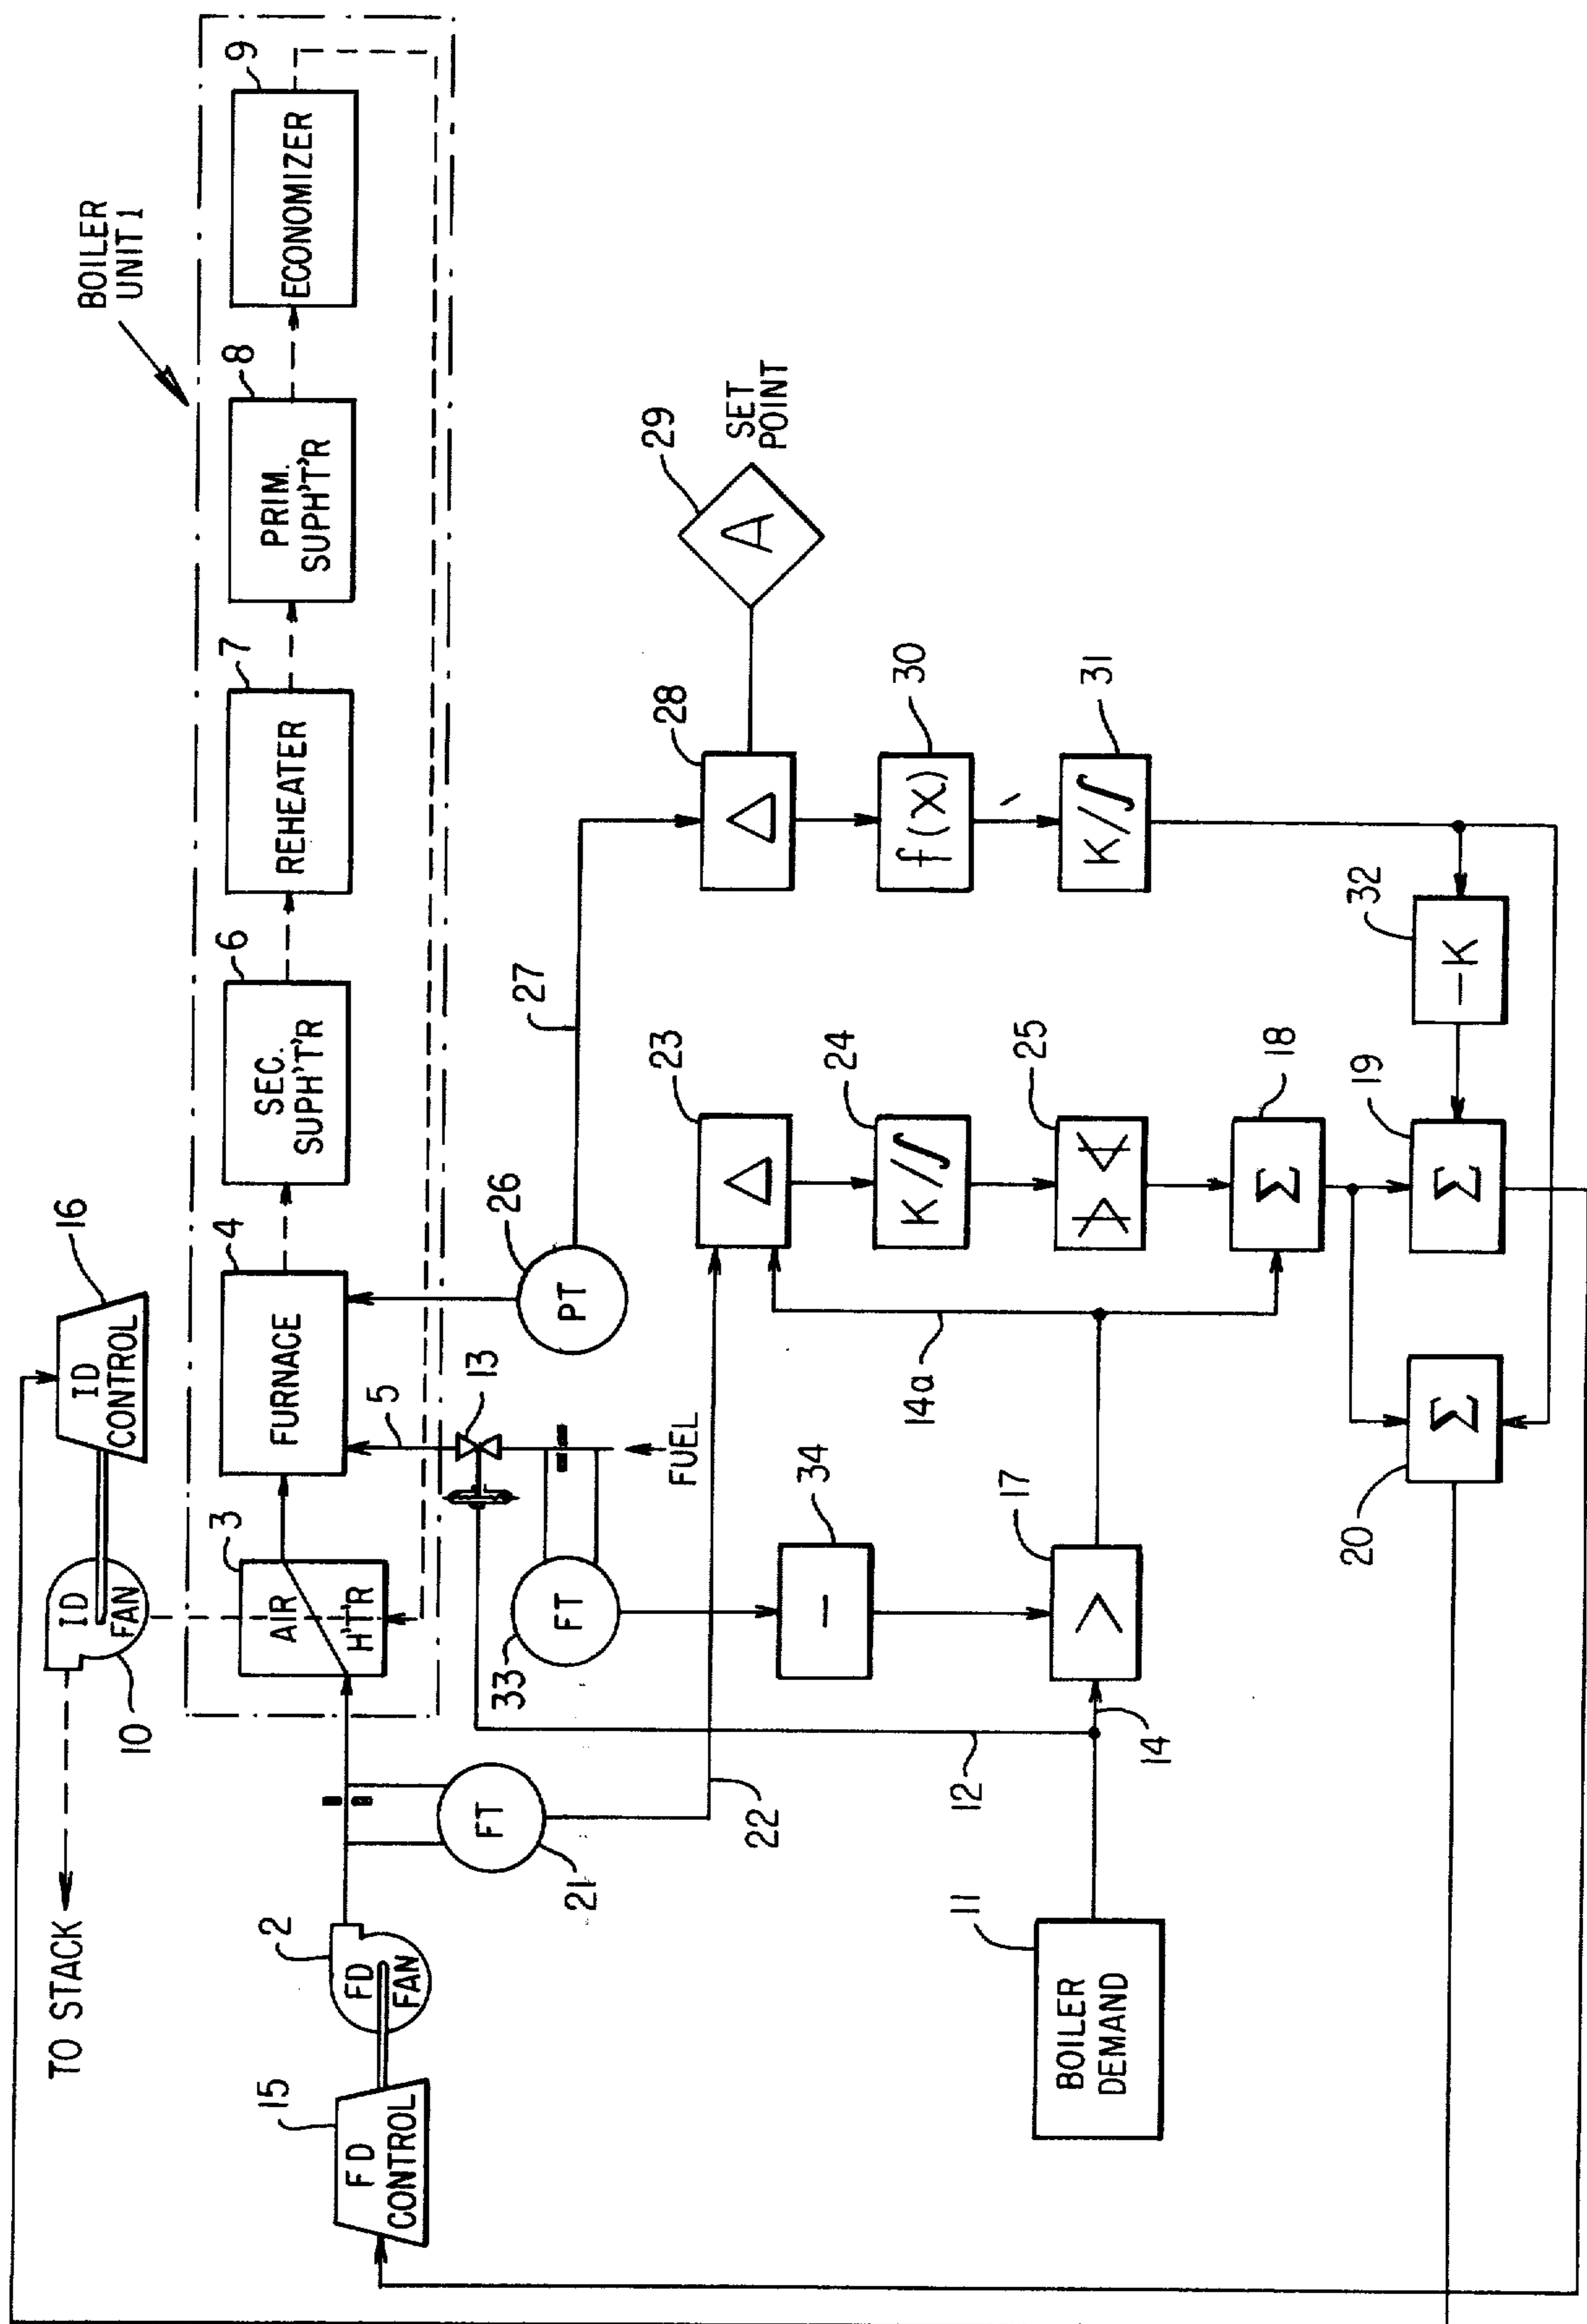 BOILER
UNIT 1
TO STACK
10
ID
FAN
16
ID
CONTROL
15
FD
CONTROL
2
FD
FAN
3
AIR
H'T'R
4
FURNACE
6
SEC.
SUPH'T'R
7
REHEATER
8
PRIM.
SUPH'T'R
9
ECONOMIZER
5
13
FUEL
21
FT
22
33
FT
34
-
26
PT
27
12
11
BOILER
DEMAND
14
17
>
14a
23
Δ
24
K/∫
25
18
Σ
19
Σ
20
Σ
28
Δ
29
A
SET
POINT
30
f(x)
31
K/∫
32
-K